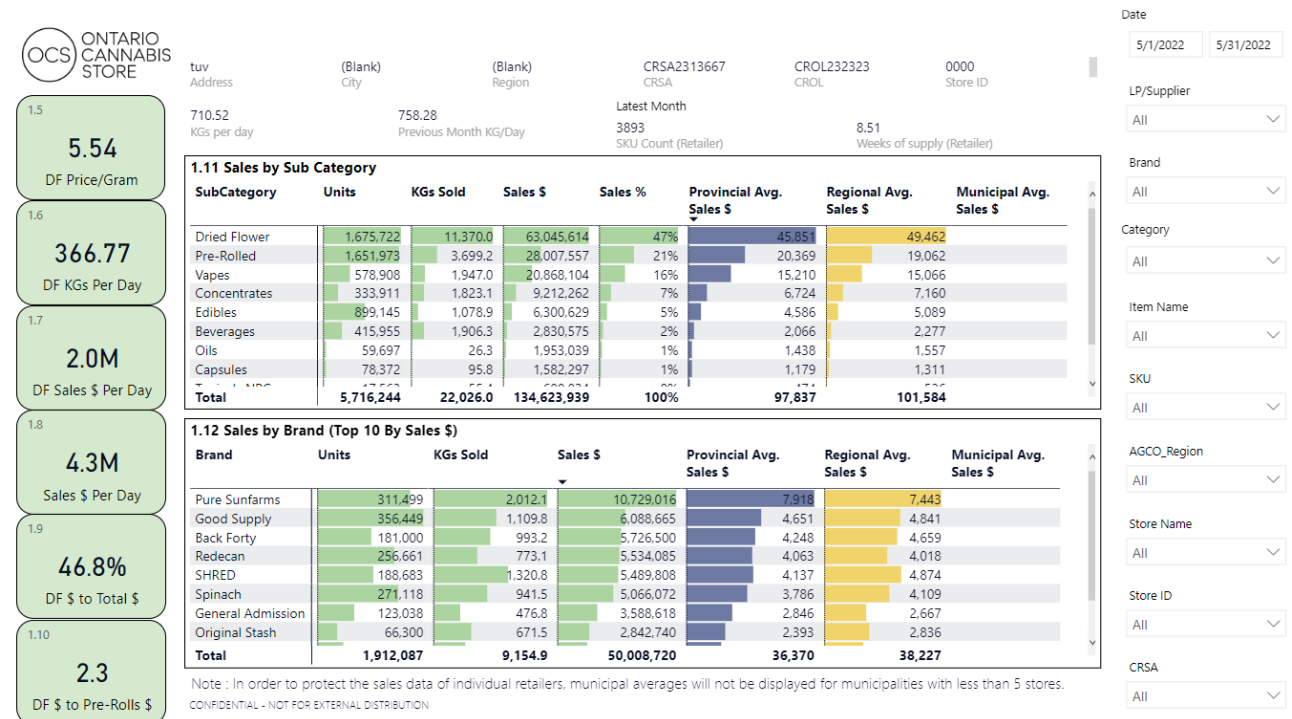 OCS ONTARIO CANNABIS STORE
tuv (Blank) (Blank) CRSA2313667 CROL232323 0000
Address City Region CRSA CROL Store ID
Latest Month
710.52 758.28 3893 8.51
KGs per day Previous Month KG/Day SKU Count (Retailer) Weeks of supply (Retailer)
1.5
5.54
DF Price/Gram
1.6
366.77
DF KGs Per Day
1.7
2.0M
DF Sales $ Per Day
1.8
4.3M
Sales $ Per Day
1.9
46.8%
DF $ to Total $
1.10
2.3
DF $ to Pre-Rolls $
1.11 Sales by Sub Category
SubCategory Units KGs Sold Sales $ Sales % Provincial Avg. Sales $ Regional Avg. Sales $ Municipal Avg. Sales $
Dried Flower 1,675,722 11,370.0 63,045,614 47% 45,851 49,462
Pre-Rolled 1,651,973 3,699.2 28,007,557 21% 20,369 19,062
Vapes 578,908 1,947.0 20,868,104 16% 15,210 15,066
Concentrates 333,911 1,823.1 9,212,262 7% 6,724 7,160
Edibles 899,145 1,078.9 6,300,629 5% 4,586 5,089
Beverages 415,955 1,906.3 2,830,575 2% 2,066 2,277
Oils 59,697 26.3 1,953,039 1% 1,438 1,557
Capsules 78,372 95.8 1,582,297 1% 1,179 1,311
Total 5,716,244 22,026.0 134,623,939 100% 97,837 101,584
1.12 Sales by Brand (Top 10 By Sales $)
Brand Units KGs Sold Sales $ Provincial Avg. Sales $ Regional Avg. Sales $ Municipal Avg. Sales $
Pure Sunfarms 311,499 2,012.1 10,729,016 7,918 7,443
Good Supply 356,449 1,109.8 6,088,665 4,651 4,841
Back Forty 181,000 993.2 5,726,500 4,248 4,659
Redecan 256,661 773.1 5,534,085 4,063 4,018
SHRED 188,683 1,320.8 5,489,808 4,137 4,874
Spinach 271,118 941.5 5,066,072 3,786 4,109
General Admission 123,038 476.8 3,588,618 2,846 2,667
Original Stash 66,300 671.5 2,842,740 2,393 2,836
Total 1,912,087 9,154.9 50,008,720 36,370 38,227
Note : In order to protect the sales data of individual retailers, municipal averages will not be displayed for municipalities with less than 5 stores.
CONFIDENTIAL - NOT FOR EXTERNAL DISTRIBUTION
Date
5/1/2022 5/31/2022
LP/Supplier
All
Brand
All
Category
All
Item Name
All
SKU
All
AGCO_Region
All
Store Name
All
Store ID
All
CRSA
All